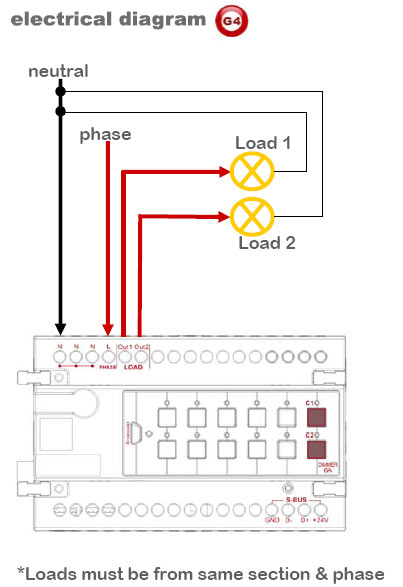 electrical diagram G4
neutral
phase
Load 1
Load 2
N N N L Out1 Out2
PHASE LOAD
C1
Broadcast
C2
DIMMER
6A
S-BUS
GND D- D+ +24V
*Loads must be from same section & phase